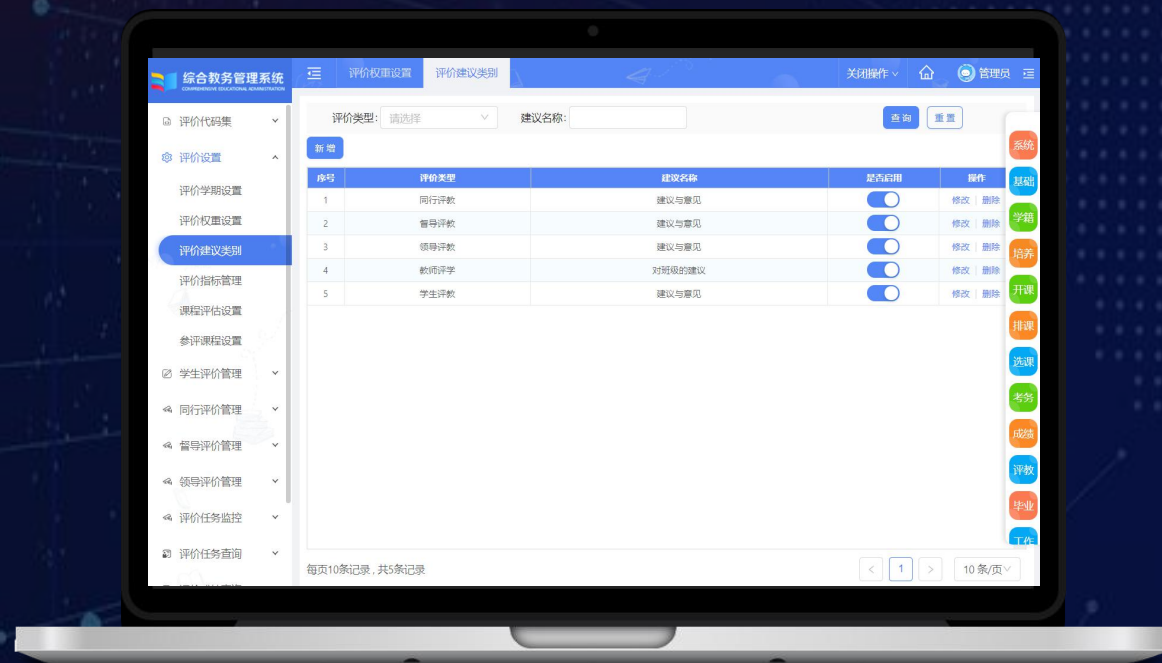 综合教务管理系统
COMPREHENSIVE EDUCATIONAL ADMINISTRATION
评价权重设置
评价建议类别
关闭操作
管理员
评价代码集
评价设置
评价学期设置
评价权重设置
评价建议类别
评价指标管理
课程评估设置
参评课程设置
学生评价管理
同行评价管理
督导评价管理
领导评价管理
评价任务监控
评价任务查询
评价类型: 请选择 建议名称: 查询 重置
新增
序号 评价类型 建议名称 是否启用 操作
1 同行评教 建议与意见 修改 删除
2 督导评教 建议与意见 修改 删除
3 领导评教 建议与意见 修改 删除
4 教师评学 对班级的建议 修改 删除
5 学生评教 建议与意见 修改 删除
每页10条记录,共5条记录 < 1 > 10 条/页
系统
基础
学籍
培养
开课
排课
选课
考务
成绩
评教
毕业
工作